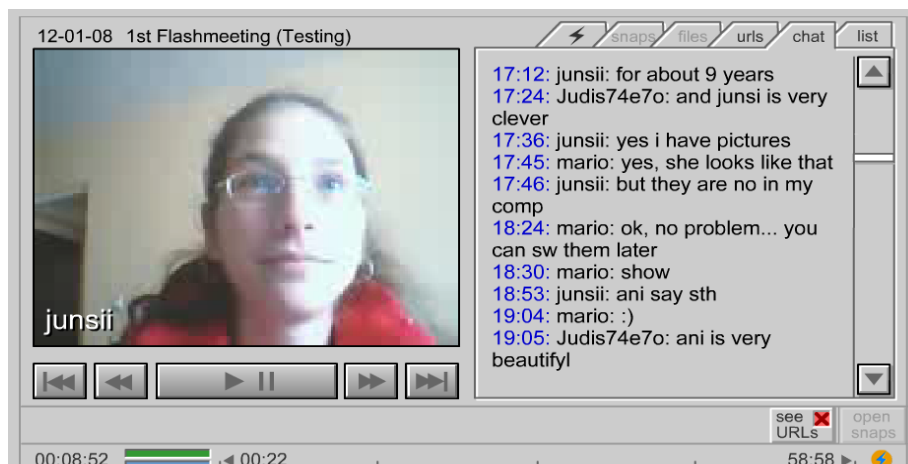 12-01-08 1st Flashmeeting (Testing)
snaps files urls chat list
junsii
17:12: junsii: for about 9 years
17:24: Judis74e7o: and junsi is very
clever
17:36: junsii: yes i have pictures
17:45: mario: yes, she looks like that
17:46: junsii: but they are no in my
comp
18:24: mario: ok, no problem... you
can sw them later
18:30: mario: show
18:53: junsii: ani say sth
19:04: mario: :)
19:05: Judis74e7o: ani is very
beautifyl
see
URLs
open
snaps
00:08:52 00:22 58:58